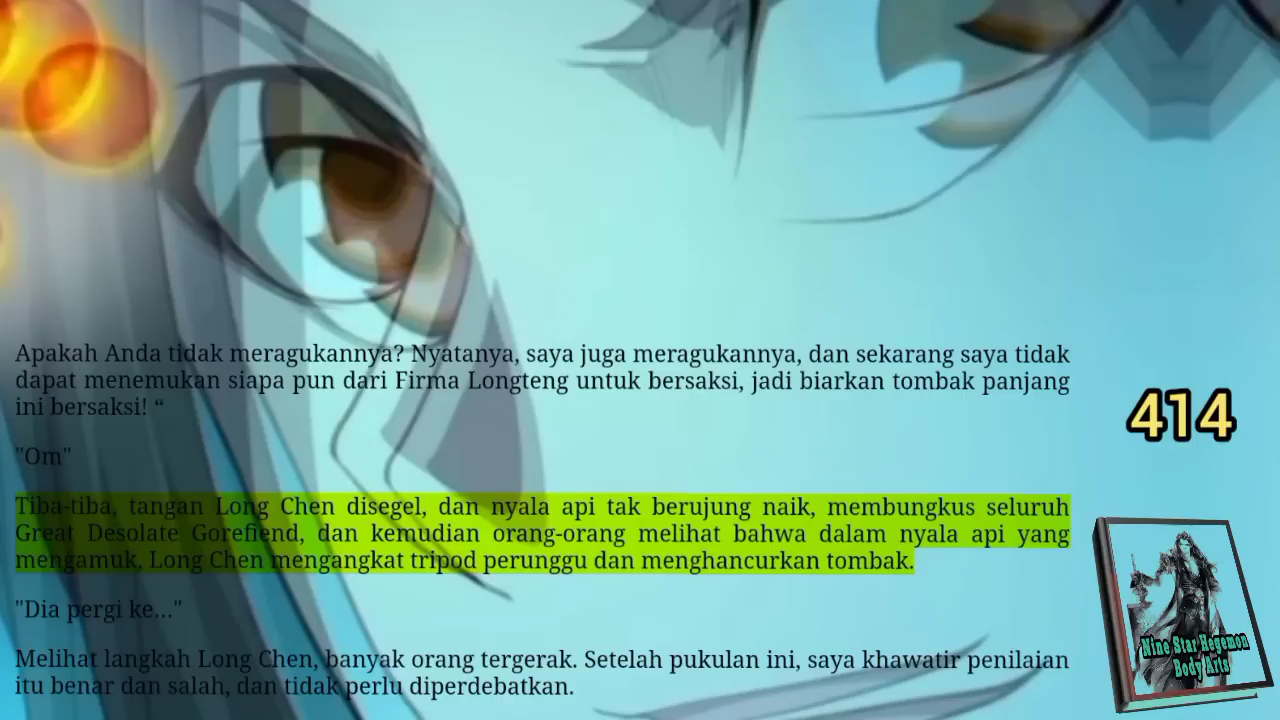 Apakah Anda tidak meragukannya? Nyatanya, saya juga meragukannya, dan sekarang saya tidak
dapat menemukan siapa pun dari Firma Longteng untuk bersaksi, jadi biarkan tombak panjang
ini bersaksi! “
"Om"
Tiba-tiba, tangan Long Chen disegel, dan nyala api tak berujung naik, membungkus seluruh
Great Desolate Gorefiend, dan kemudian orang-orang melihat bahwa dalam nyala api yang
mengamuk, Long Chen mengangkat tripod perunggu dan menghancurkan tombak.
"Dia pergi ke..."
Melihat langkah Long Chen, banyak orang tergerak. Setelah pukulan ini, saya khawatir penilaian
itu benar dan salah, dan tidak perlu diperdebatkan.
414
Nine Star Hegemon
Body Arts